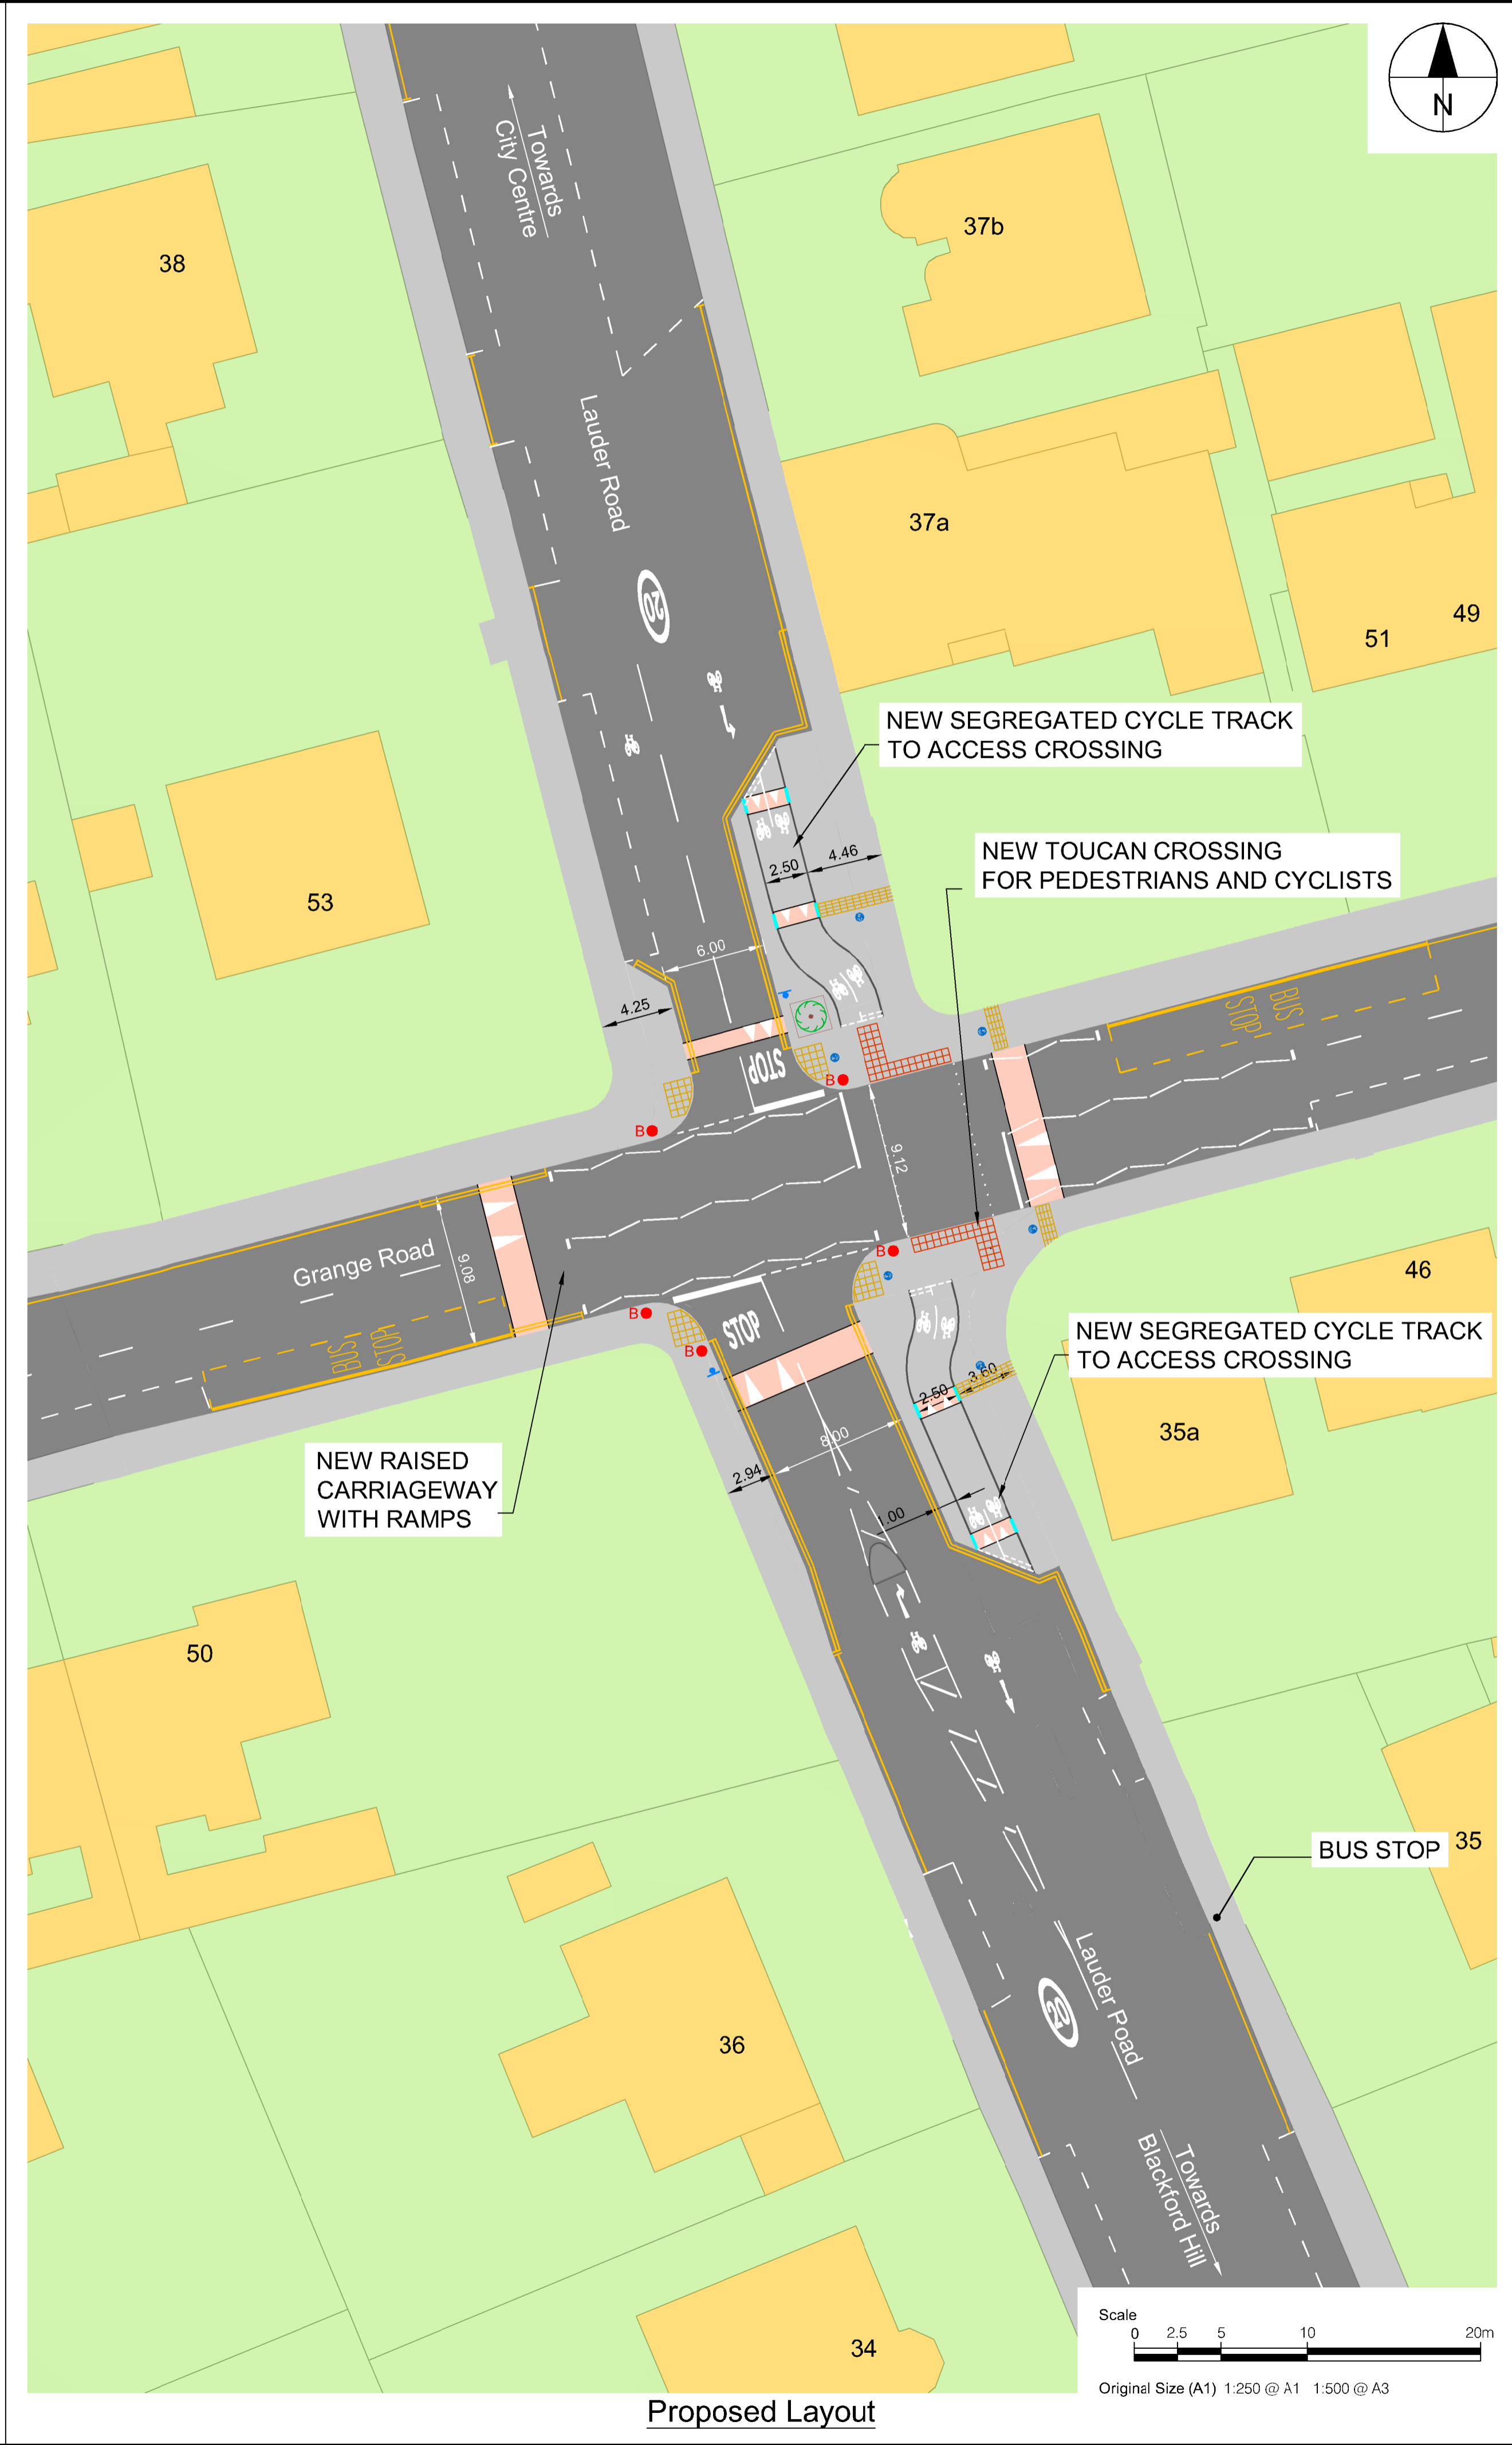 N
Towards
City Centre
38
37b
Lauder Road
37a
20
49
51
NEW SEGREGATED CYCLE TRACK
TO ACCESS CROSSING
53
2.50
4.46
NEW TOUCAN CROSSING
FOR PEDESTRIANS AND CYCLISTS
6.00
4.25
BUS
STOP
STOP
B
B
9.12
Grange Road
9.08
B
46
BUS
STOP
B
STOP
B
NEW SEGREGATED CYCLE TRACK
TO ACCESS CROSSING
3.60
2.50
35a
8.00
2.94
NEW RAISED
CARRIAGEWAY
WITH RAMPS
1.00
50
BUS STOP
35
Lauder Road
20
36
Towards
Blackford Hill
34
Scale
0 2.5 5 10 20m
Original Size (A1) 1:250 @ A1 1:500 @ A3
Proposed Layout